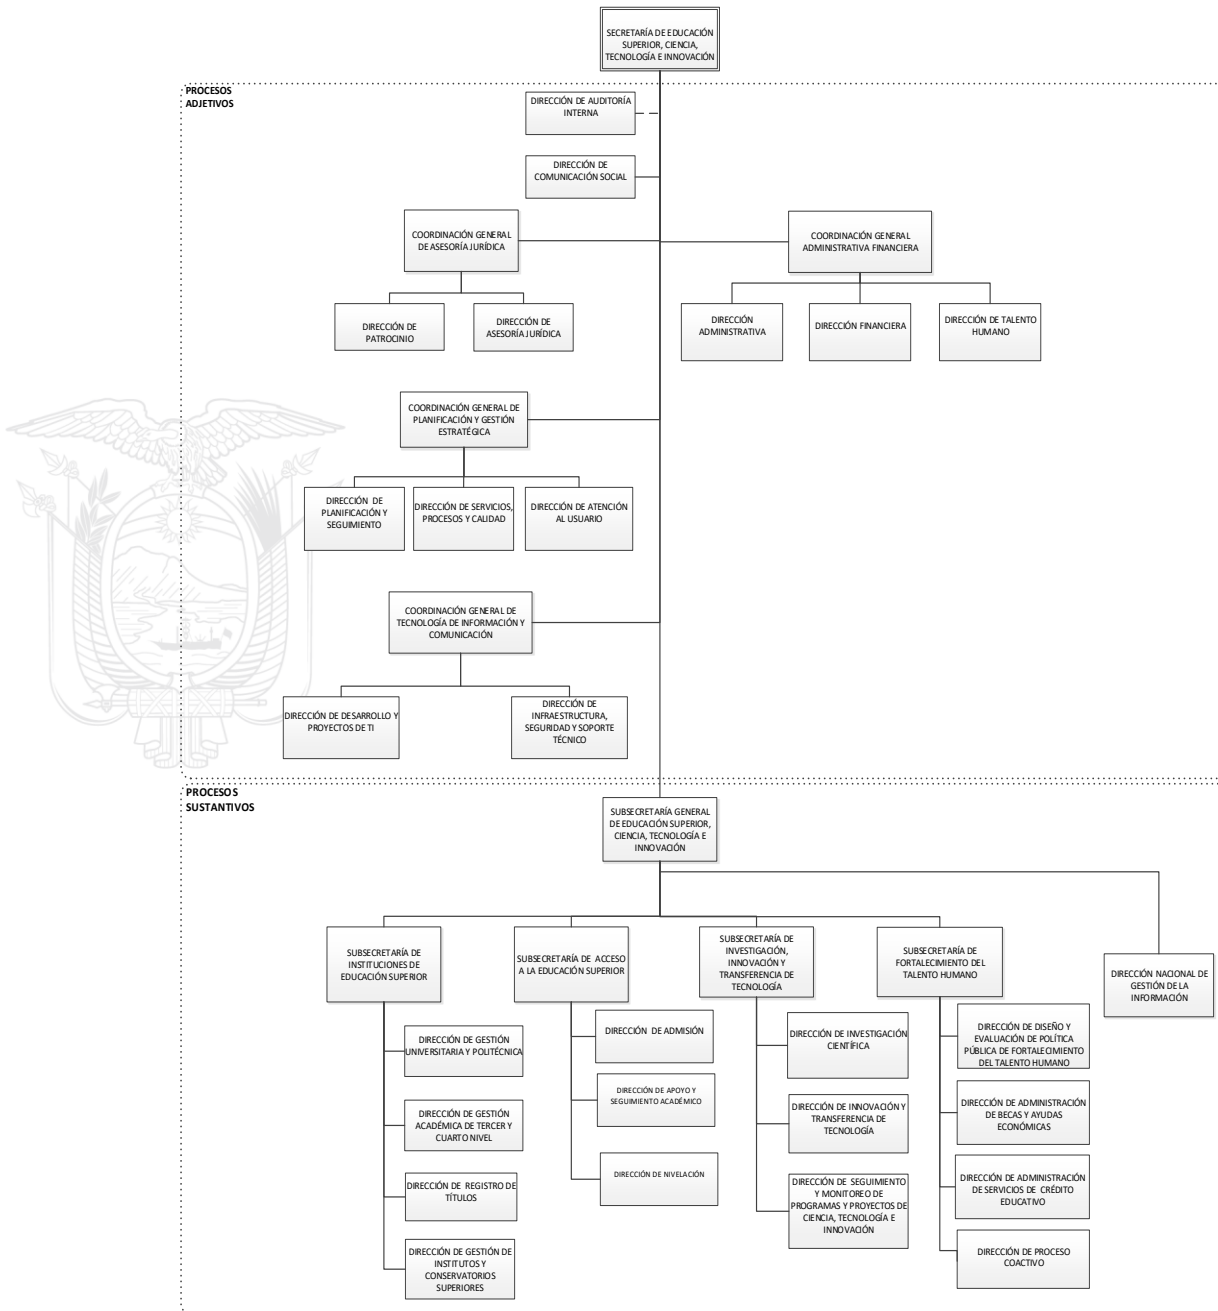 SECRETARÍA DE EDUCACIÓN
SUPERIOR, CIENCIA,
TECNOLOGÍA E INNOVACIÓN
PROCESOS
ADJETIVOS
DIRECCIÓN DE AUDITORÍA
INTERNA
DIRECCIÓN DE
COMUNICACIÓN SOCIAL
COORDINACIÓN GENERAL
DE ASESORÍA JURÍDICA
COORDINACIÓN GENERAL
ADMINISTRATIVA FINANCIERA
DIRECCIÓN DE
PATROCINIO
DIRECCIÓN DE
ASESORÍA JURÍDICA
DIRECCIÓN
ADMINISTRATIVA
DIRECCIÓN FINANCIERA
DIRECCIÓN DE TALENTO
HUMANO
COORDINACIÓN GENERAL DE
PLANIFICACIÓN Y GESTIÓN
ESTRATÉGICA
DIRECCIÓN DE
PLANIFICACIÓN Y
SEGUIMIENTO
DIRECCIÓN DE SERVICIOS,
PROCESOS Y CALIDAD
DIRECCIÓN DE ATENCIÓN
AL USUARIO
COORDINACIÓN GENERAL DE
TECNOLOGÍA DE INFORMACIÓN Y
COMUNICACIÓN
DIRECCIÓN DE DESARROLLO Y
PROYECTOS DE TI
DIRECCIÓN DE
INFRAESTRUCTURA,
SEGURIDAD Y SOPORTE
TÉCNICO
PROCESOS
SUSTANTIVOS
SUBSECRETARÍA GENERAL
DE EDUCACIÓN SUPERIOR,
CIENCIA, TECNOLOGÍA E
INNOVACIÓN
SUBSECRETARÍA DE
INSTITUCIONES DE
EDUCACIÓN SUPERIOR
SUBSECRETARÍA DE ACCESO
A LA EDUCACIÓN SUPERIOR
SUBSECRETARÍA DE
INVESTIGACIÓN,
INNOVACIÓN Y
TRANSFERENCIA DE
TECNOLOGÍA
SUBSECRETARÍA DE
FORTALECIMIENTO DEL
TALENTO HUMANO
DIRECCIÓN NACIONAL DE
GESTIÓN DE LA
INFORMACIÓN
DIRECCIÓN DE GESTIÓN
UNIVERSITARIA Y POLITÉCNICA
DIRECCIÓN DE GESTIÓN
ACADÉMICA DE TERCER Y
CUARTO NIVEL
DIRECCIÓN DE REGISTRO DE
TÍTULOS
DIRECCIÓN DE GESTIÓN DE
INSTITUTOS Y
CONSERVATORIOS
SUPERIORES
DIRECCIÓN DE ADMISIÓN
DIRECCIÓN DE APOYO Y
SEGUIMIENTO ACADÉMICO
DIRECCIÓN DE NIVELACIÓN
DIRECCIÓN DE INVESTIGACIÓN
CIENTÍFICA
DIRECCIÓN DE INNOVACIÓN Y
TRANSFERENCIA DE
TECNOLOGÍA
DIRECCIÓN DE SEGUIMIENTO
Y MONITOREO DE
PROGRAMAS Y PROYECTOS DE
CIENCIA, TECNOLOGÍA E
INNOVACIÓN
DIRECCIÓN DE DISEÑO Y
EVALUACIÓN DE POLÍTICA
PÚBLICA DE FORTALECIMIENTO
DEL TALENTO HUMANO
DIRECCIÓN DE ADMINISTRACIÓN
DE BECAS Y AYUDAS
ECONÓMICAS
DIRECCIÓN DE ADMINISTRACIÓN
DE SERVICIOS DE CRÉDITO
EDUCATIVO
DIRECCIÓN DE PROCESO
COACTIVO